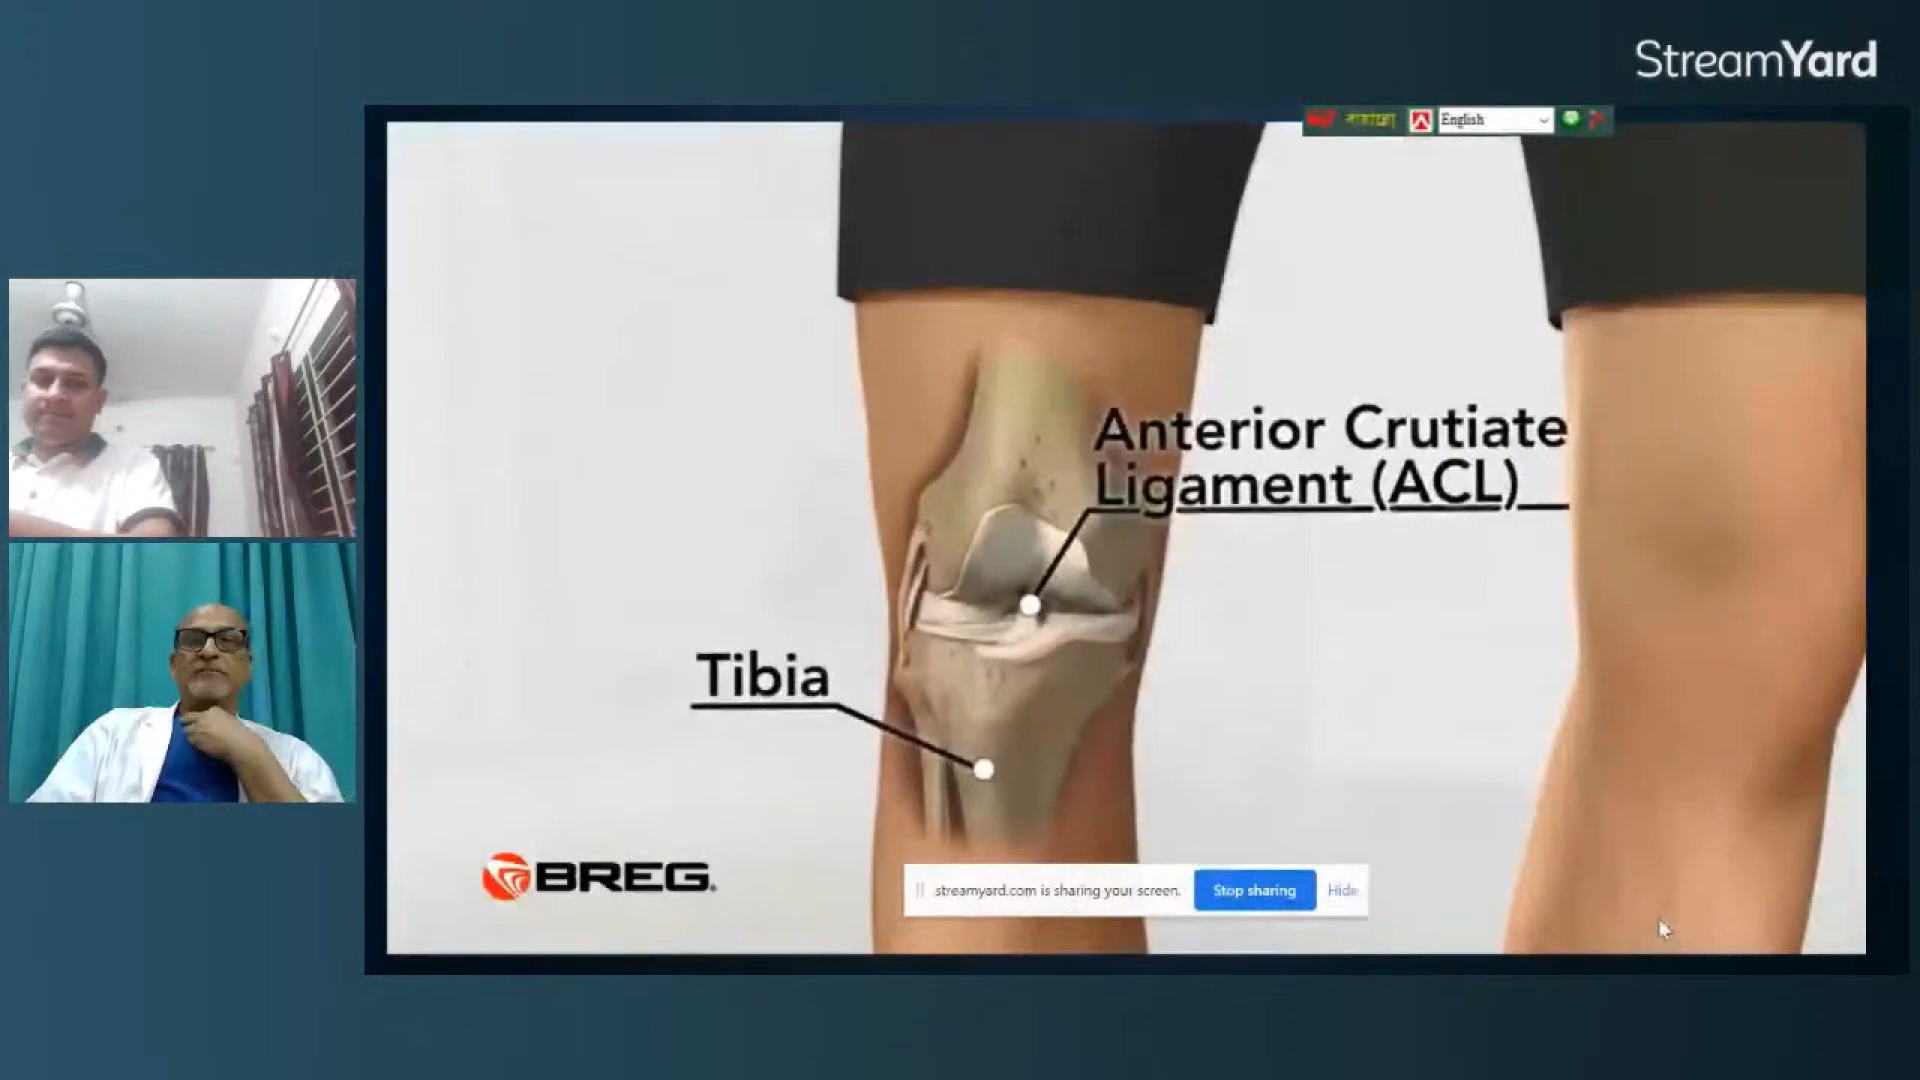 StreamYard
English
Anterior Crutiate
Ligament (ACL)
Tibia
BREG
streamyard.com is sharing your screen.
Stop sharing
Hide